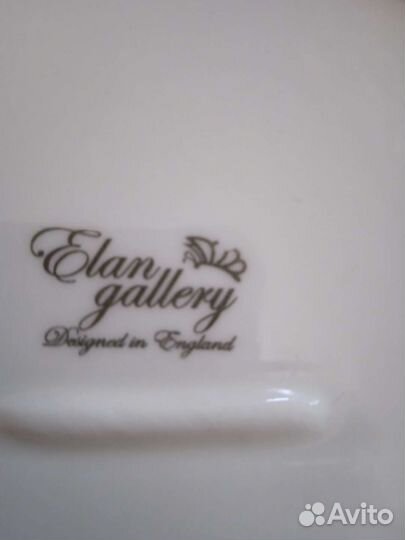 Elan
gallery
Designed in England
Avito